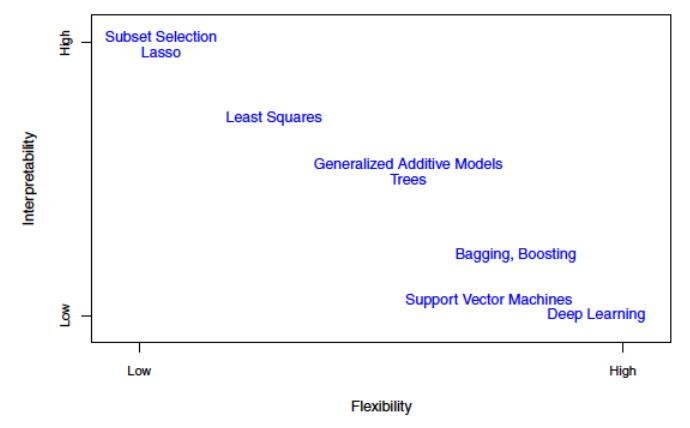 High
Subset Selection
Lasso
Least Squares
Interpretability
Generalized Additive Models
Trees
Bagging, Boosting
Support Vector Machines
Low
Deep Learning
Low
High
Flexibility